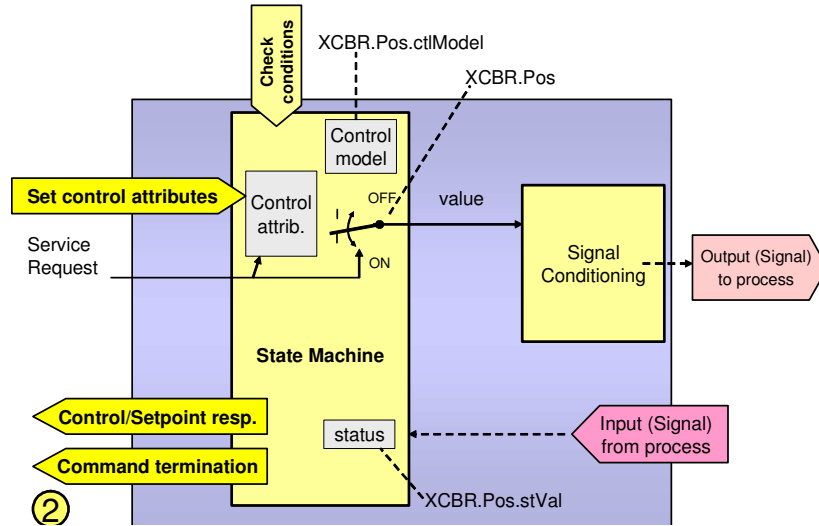 XCBR.Pos.ctlModel
Check
conditions
XCBR.Pos
Control
model
Set control attributes
Control
attrib.
OFF
value
Service
Request
ON
Signal
Conditioning
Output (Signal)
to process
State Machine
Control/Setpoint resp.
status
Input (Signal)
from process
Command termination
XCBR.Pos.stVal
2